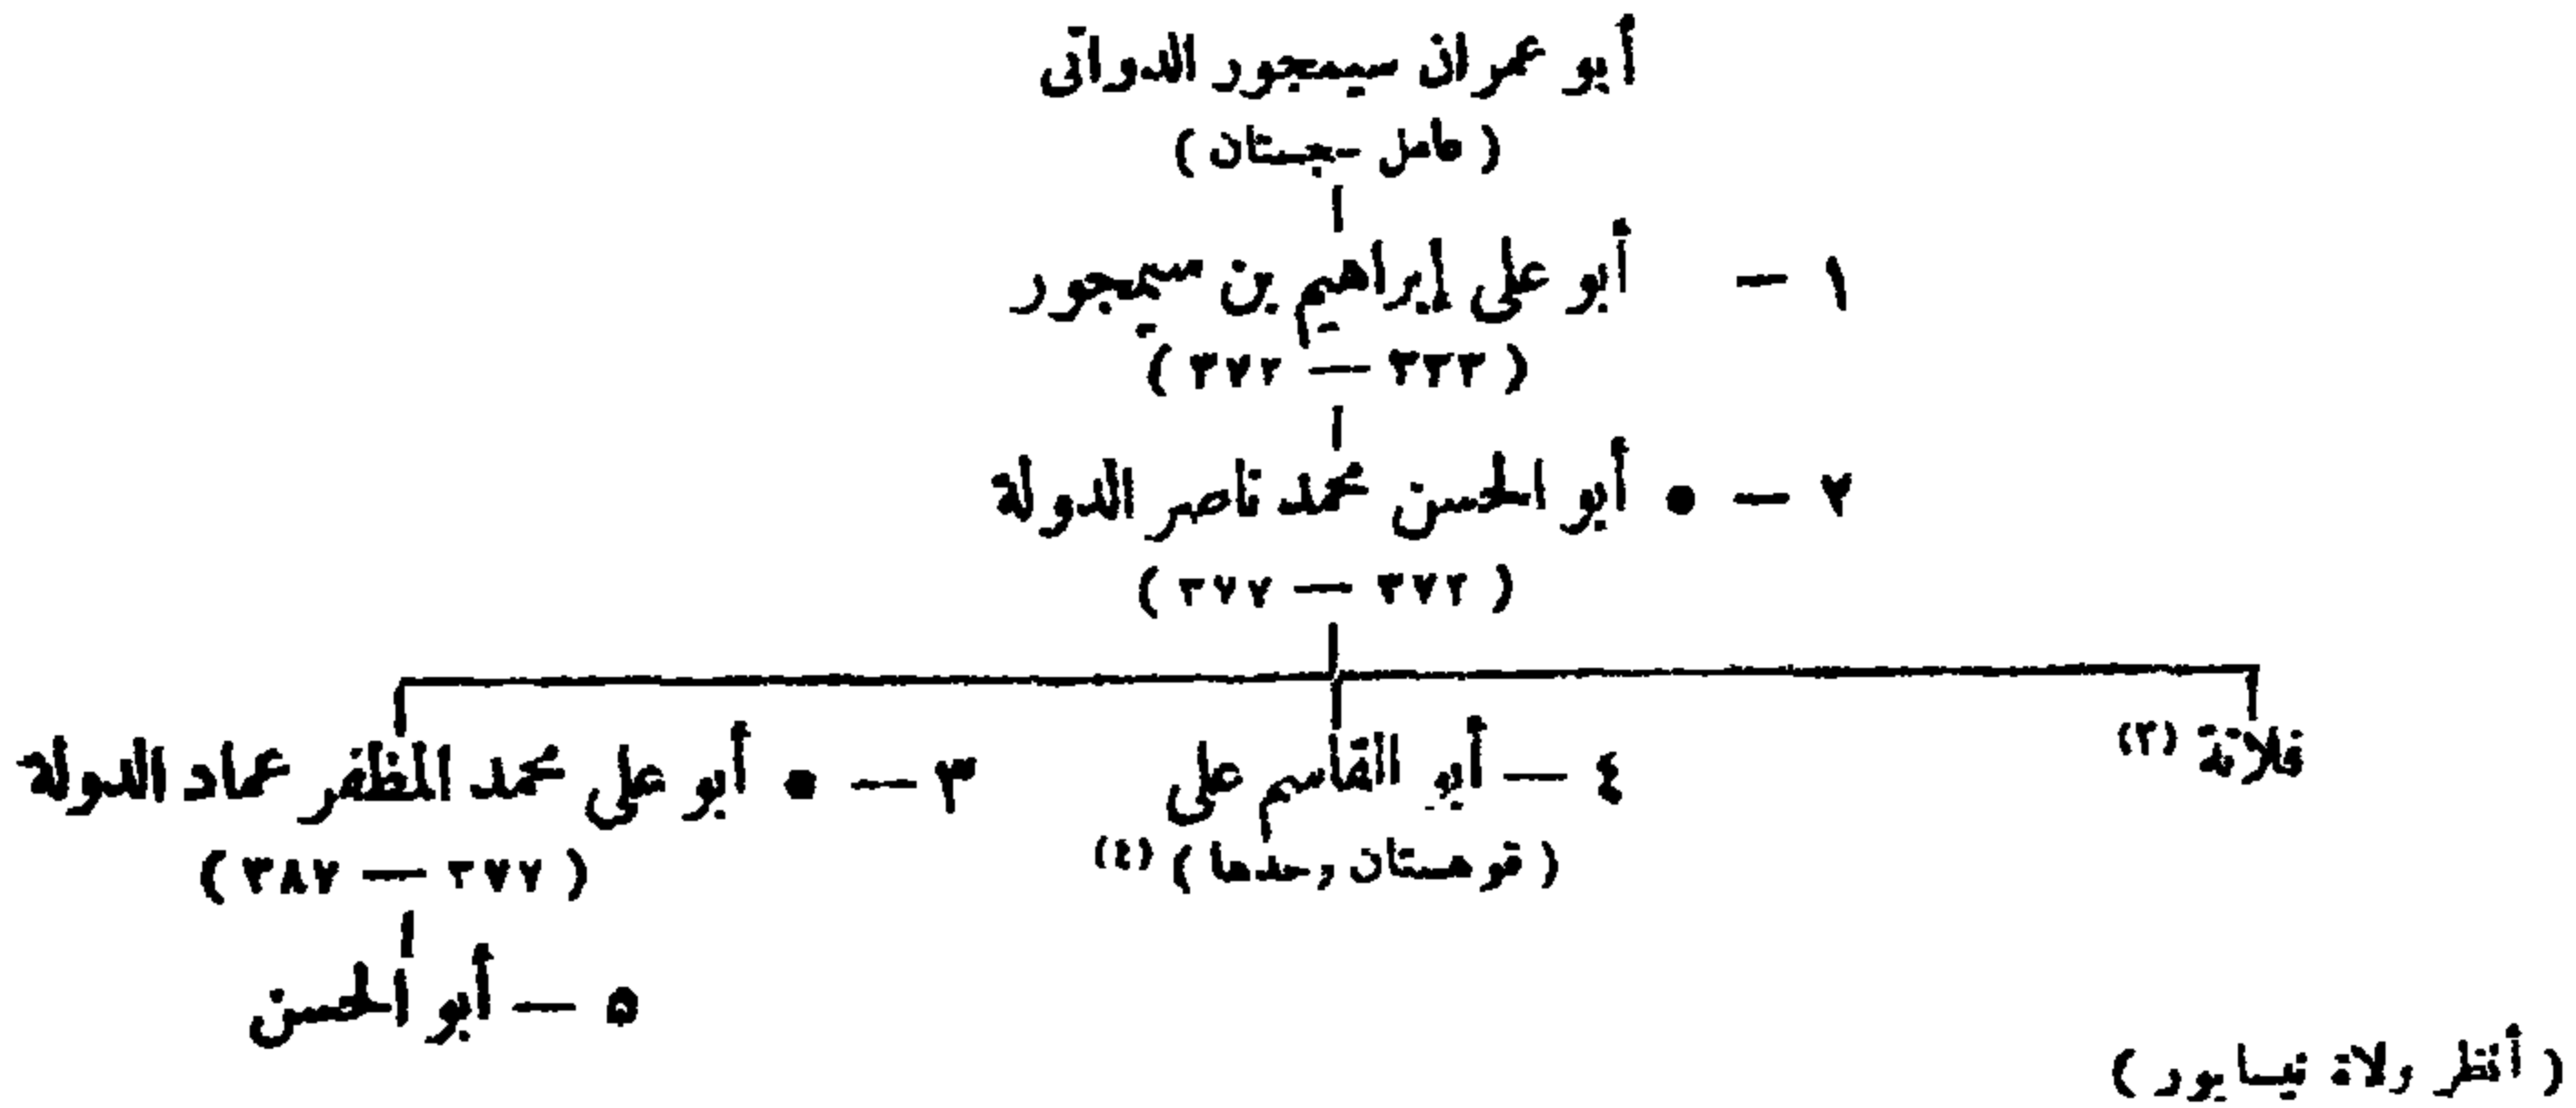 أبو عمران سيمجور الدواتى
( عامل سجستان )
١ — أبو على إبراهيم بن سيمجور
( ٣٣٣ — ٣٧٢ )
٢ — • أبو الحسن محمد ناصر الدولة
( ٣٧٢ — ٣٧٧ )
فلانة (٣)
٤ — أبو القاسم على
( قوهستان وحدها ) (٤)
٣ — • أبو على محمد المظفر عماد الدولة
( ٣٧٧ — ٣٨٧ )
٥ — أبو الحسن
( أنظر ولاة نيسابور )